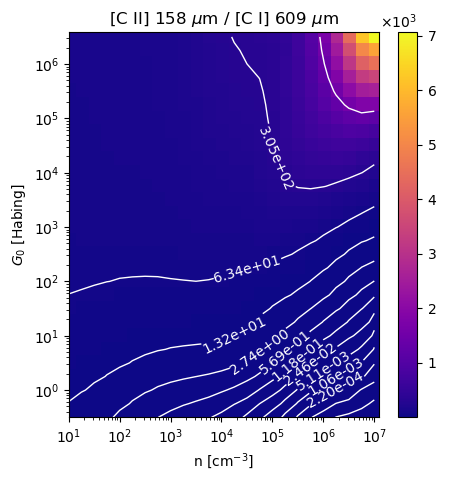 [C II] 158 μm / [C I] 609 μm
×10³
7
6
5
4
3
2
1
10⁶
10⁵
10⁴
10³
10²
10¹
10⁰
G₀ [Habing]
3.05e+02
6.34e+01
1.32e+01
2.74e+00
5.69e-01
1.18e-01
2.46e-02
5.11e-03
1.06e-03
2.20e-04
10¹ 10² 10³ 10⁴ 10⁵ 10⁶ 10⁷
n [cm⁻³]